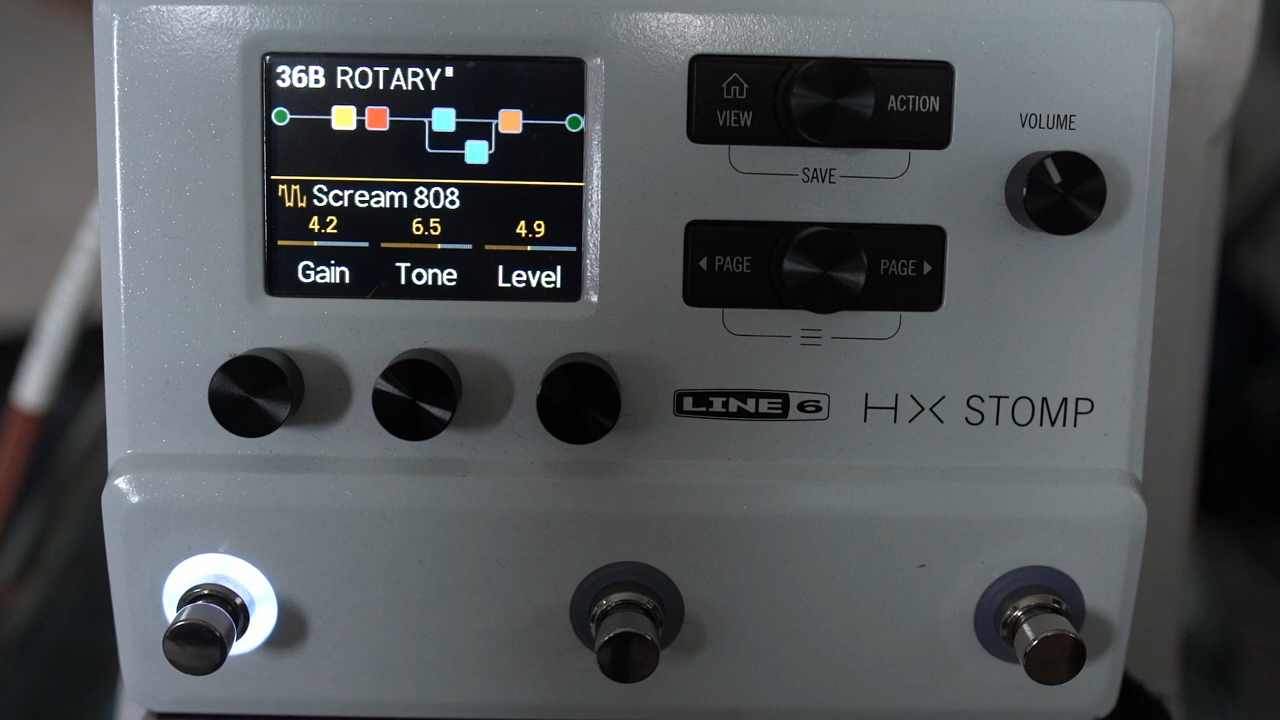 36B ROTARY
Scream 808
4.2 6.5 4.9
Gain Tone Level
VIEW ACTION
SAVE
VOLUME
PAGE PAGE
LINE 6 HX STOMP